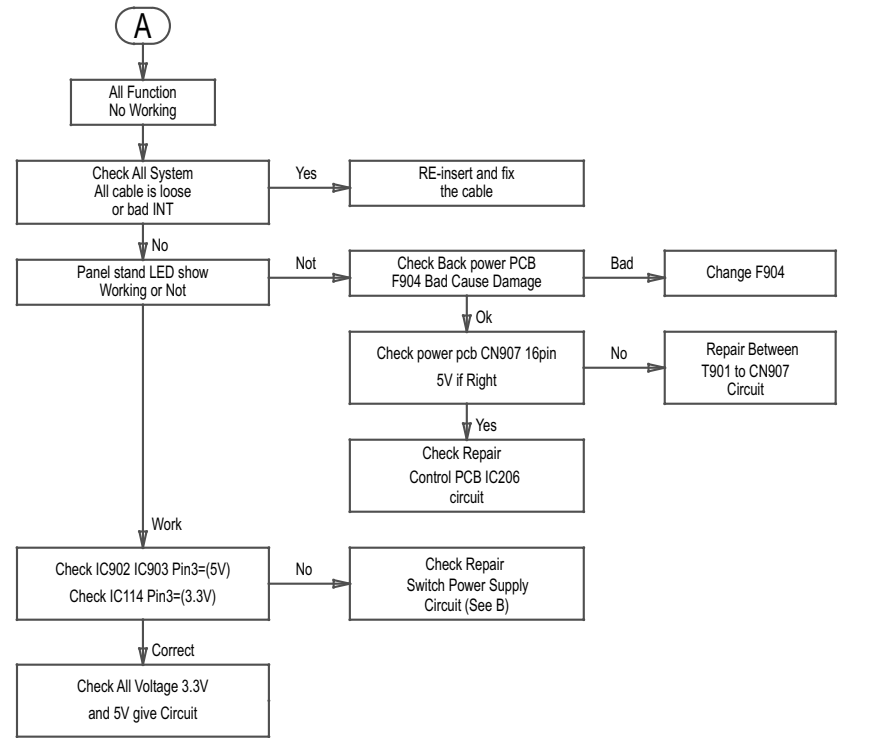 A
All Function
No Working
Check All System
All cable is loose
or bad INT
Yes
RE-insert and fix
the cable
No
Panel stand LED show
Working or Not
Not
Check Back power PCB
F904 Bad Cause Damage
Bad
Change F904
Ok
Check power pcb CN907 16pin
5V if Right
No
Repair Between
T901 to CN907
Circuit
Yes
Check Repair
Control PCB IC206
circuit
Work
Check IC902 IC903 Pin3=(5V)
Check IC114 Pin3=(3.3V)
No
Check Repair
Switch Power Supply
Circuit (See B)
Correct
Check All Voltage 3.3V
and 5V give Circuit